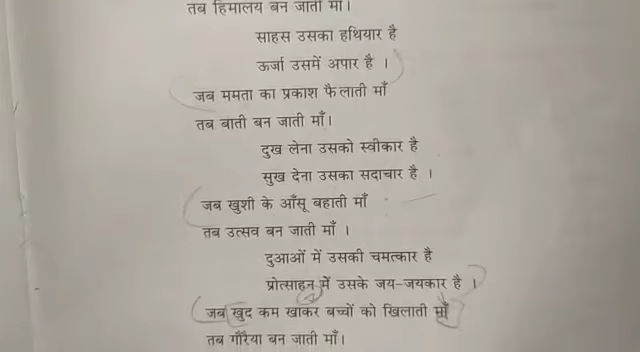 तब हिमालय बन जाती माँ।
साहस उसका हथियार है
ऊर्जा उसमें अपार है ।
जब ममता का प्रकाश फैलाती माँ
तब बाती बन जाती माँ।
दुख लेना उसको स्वीकार है
सुख देना उसका सदाचार है ।
जब खुशी के आँसू बहाती माँ
तब उत्सव बन जाती माँ ।
दुआओं में उसकी चमत्कार है
प्रोत्साहन में उसके जय-जयकार है ।
जब खुद कम खाकर बच्चों को खिलाती माँ
तब गौरैया बन जाती माँ।